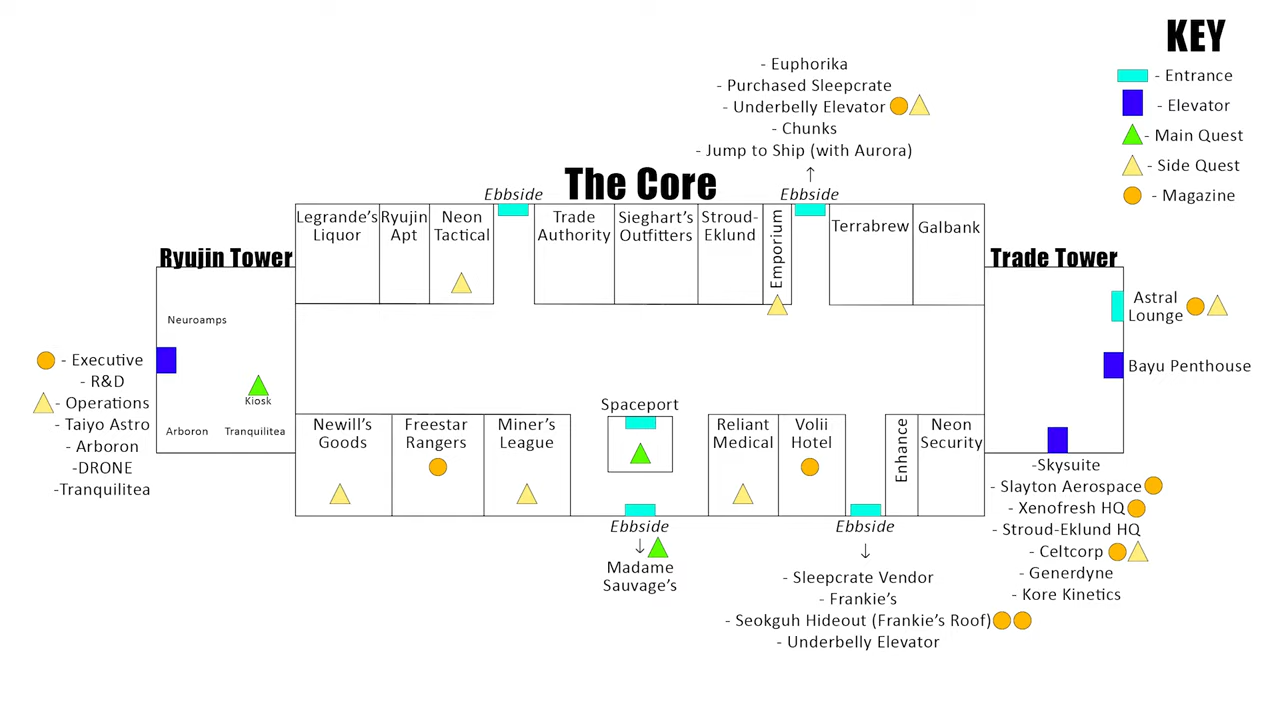 KEY
- Entrance
- Elevator
- Main Quest
- Side Quest
- Magazine
- Euphorika
- Purchased Sleepcrate
- Underbelly Elevator
- Chunks
- Jump to Ship (with Aurora)
↑
The Core
Ebbside
Ebbside
Legrande's
Liquor
Ryujin
Apt
Neon
Tactical
Trade
Authority
Sieghart's
Outfitters
Stroud-
Eklund
Emporium
Terrabrew
Galbank
Ryujin Tower
Neuroamps
Kiosk
Arboron
Tranquilitea
- Executive
- R&D
- Operations
- Taiyo Astro
- Arboron
-DRONE
-Tranquilitea
Trade Tower
Astral
Lounge
Bayu Penthouse
Spaceport
Newill's
Goods
Freestar
Rangers
Miner's
League
Reliant
Medical
Volii
Hotel
Enhance
Neon
Security
-Skysuite
- Slayton Aerospace
- Xenofresh HQ
- Stroud-Eklund HQ
- Celtcorp
- Generdyne
- Kore Kinetics
Ebbside
↓
Madame
Sauvage's
Ebbside
↓
- Sleepcrate Vendor
- Frankie's
- Seokguh Hideout (Frankie's Roof)
- Underbelly Elevator